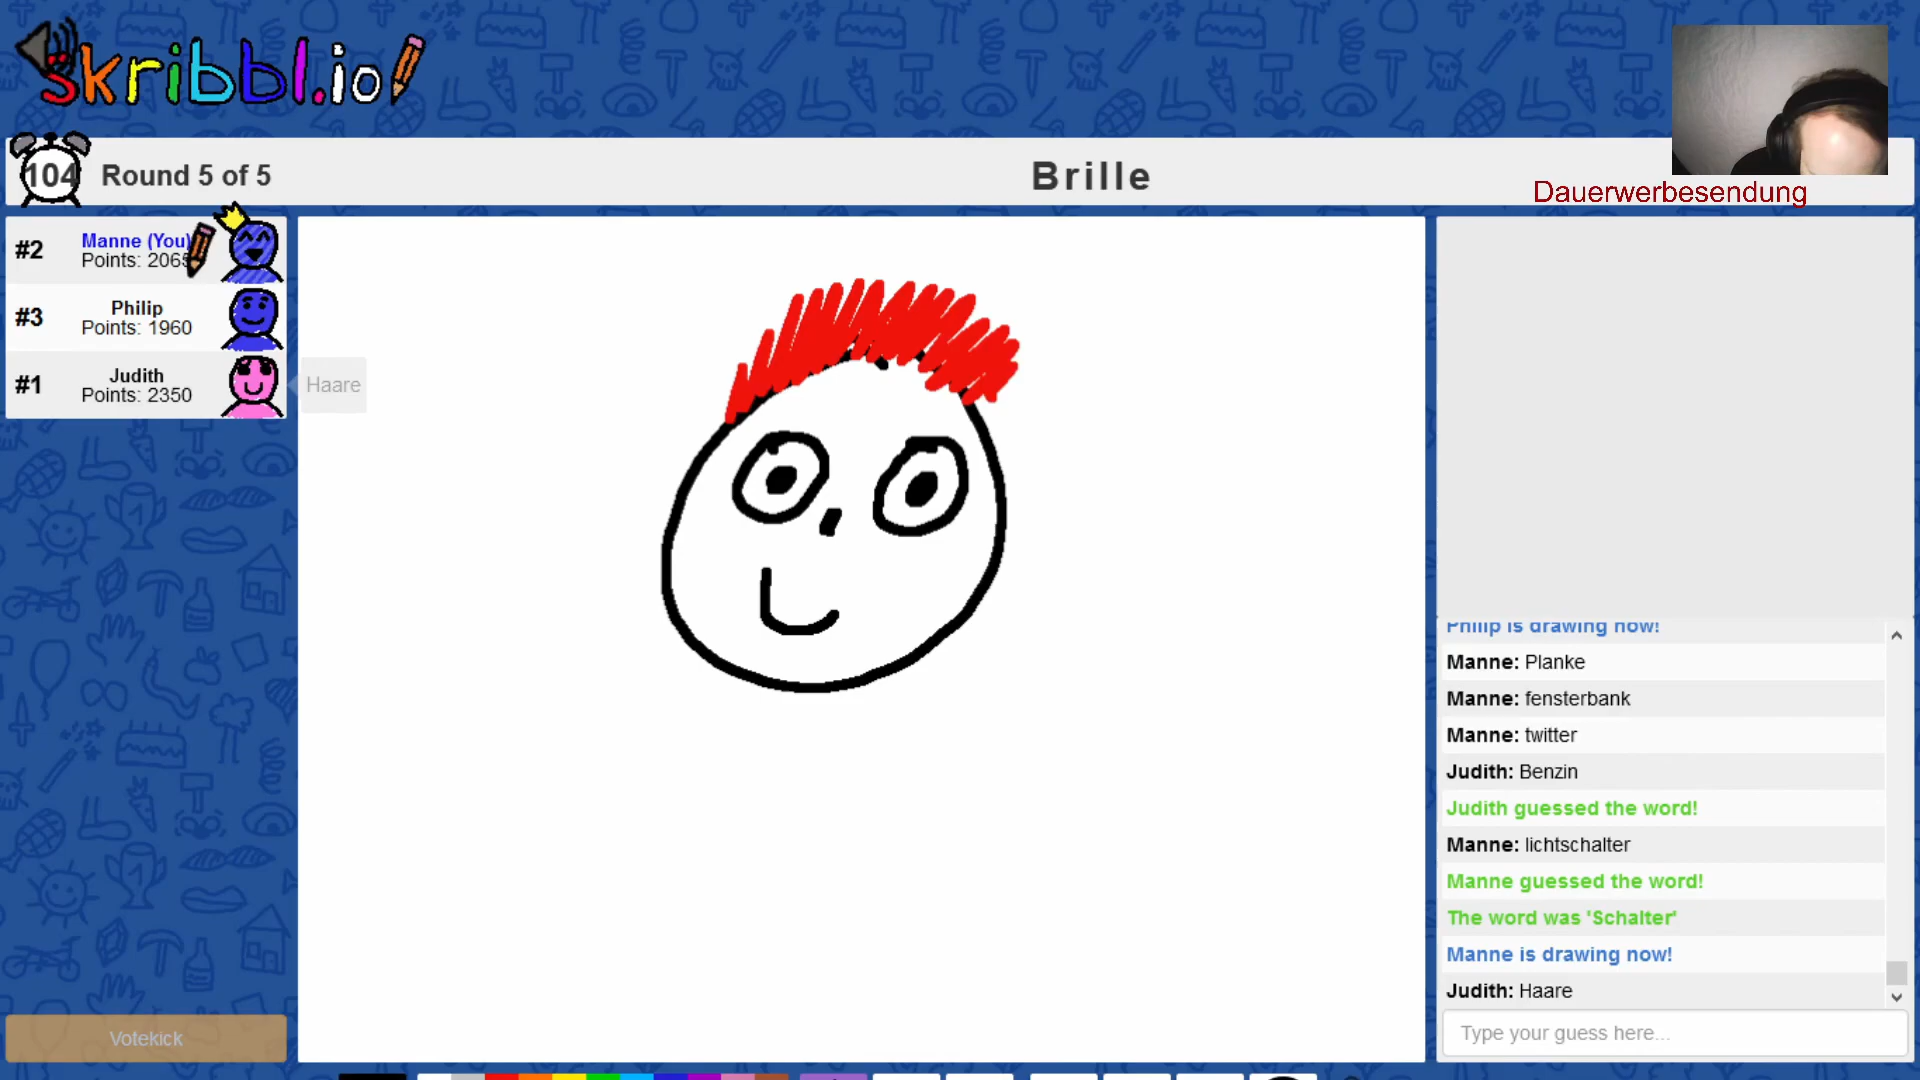 skribbl.io
104
Round 5 of 5
Brille
Dauerwerbesendung
#2
Manne (You)
Points: 2065
#3
Philip
Points: 1960
#1
Judith
Points: 2350
Haare
Philip is drawing now!
Manne: Planke
Manne: fensterbank
Manne: twitter
Judith: Benzin
Judith guessed the word!
Manne: lichtschalter
Manne guessed the word!
The word was 'Schalter'
Manne is drawing now!
Judith: Haare
Type your guess here...
Votekick